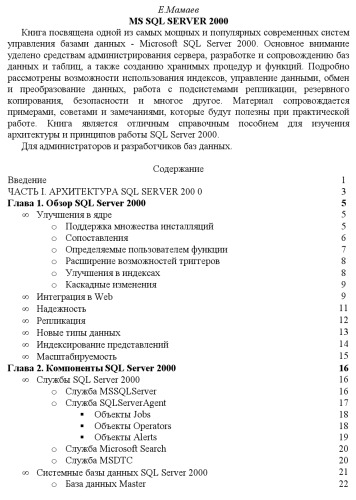 Е.Мамаев
MS SQL SERVER 2000
Книга посвящена одной из самых мощных и популярных современных систем
управления базами данных - Microsoft SQL Server 2000. Основное внимание
уделено средствам администрирования сервера, разработке и сопровождению баз
данных и таблиц, а также созданию хранимых процедур и функций. Подробно
рассмотрены возможности использования индексов, управление данными, обмен
и преобразование данных, работа с подсистемами репликации, резервного
копирования, безопасности и многое другое. Материал сопровождается
примерами, советами и замечаниями, которые будут полезны при практической
работе. Книга является отличным справочным пособием для изучения
архитектуры и принципов работы SQL Server 2000.
Для администраторов и разработчиков баз данных.
Содержание
Введение 1
ЧАСТЬ I. АРХИТЕКТУРА SQL SERVER 200 0 3
Глава 1. Обзор SQL Server 2000 5
∞ Улучшения в ядре 5
o Поддержка множества инсталляций 5
o Сопоставления 6
o Определяемые пользователем функции 7
o Расширение возможностей триггеров 8
o Улучшения в индексах 8
o Каскадные изменения 9
∞ Интеграция в Web 9
∞ Надежность 11
∞ Репликация 12
∞ Новые типы данных 13
∞ Индексирование представлений 14
∞ Масштабируемость 15
Глава 2. Компоненты SQL Server 2000 16
∞ Службы SQL Server 2000 16
o Служба MSSQLServer 16
o Служба SQLServerAgent 17
▪ Объекты Jobs 18
▪ Объекты Operators 18
▪ Объекты Alerts 19
o Служба Microsoft Search 20
o Служба MSDTC 20
∞ Системные базы данных SQL Server 2000 21
o База данных Master 22